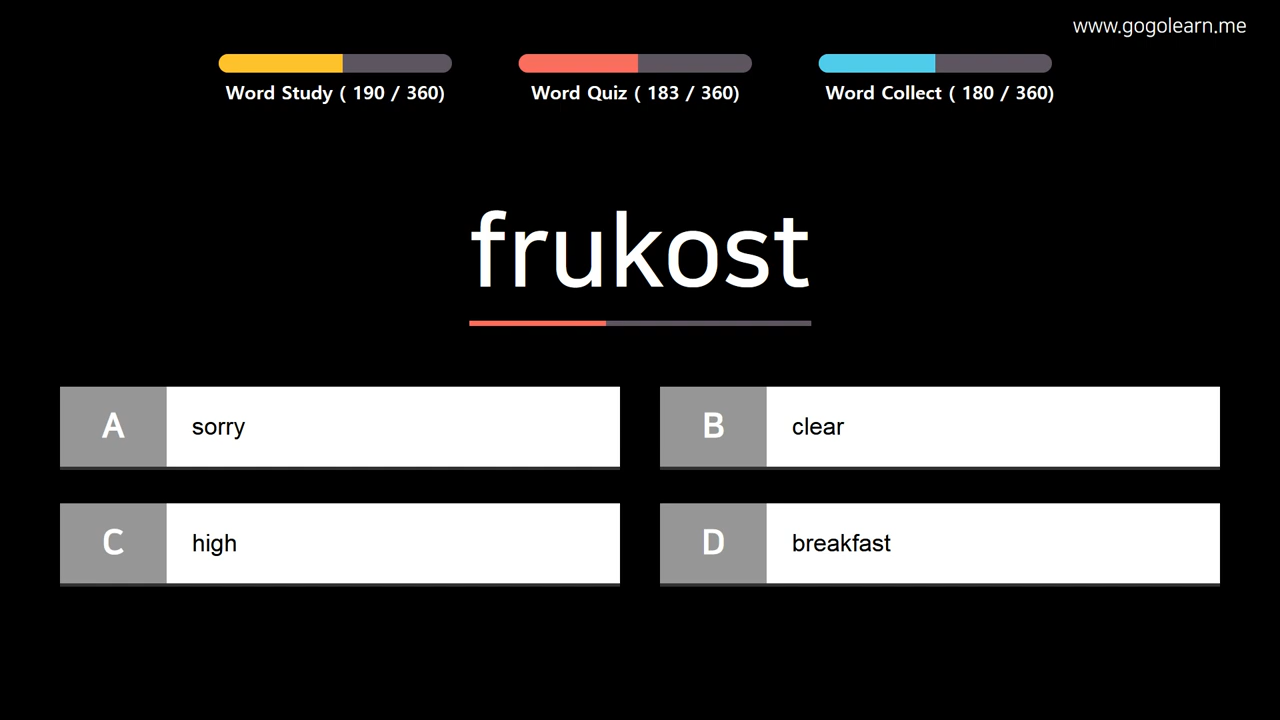 www.gogolearn.me
Word Study ( 190 / 360)
Word Quiz ( 183 / 360)
Word Collect ( 180 / 360)
frukost
A sorry
B clear
C high
D breakfast